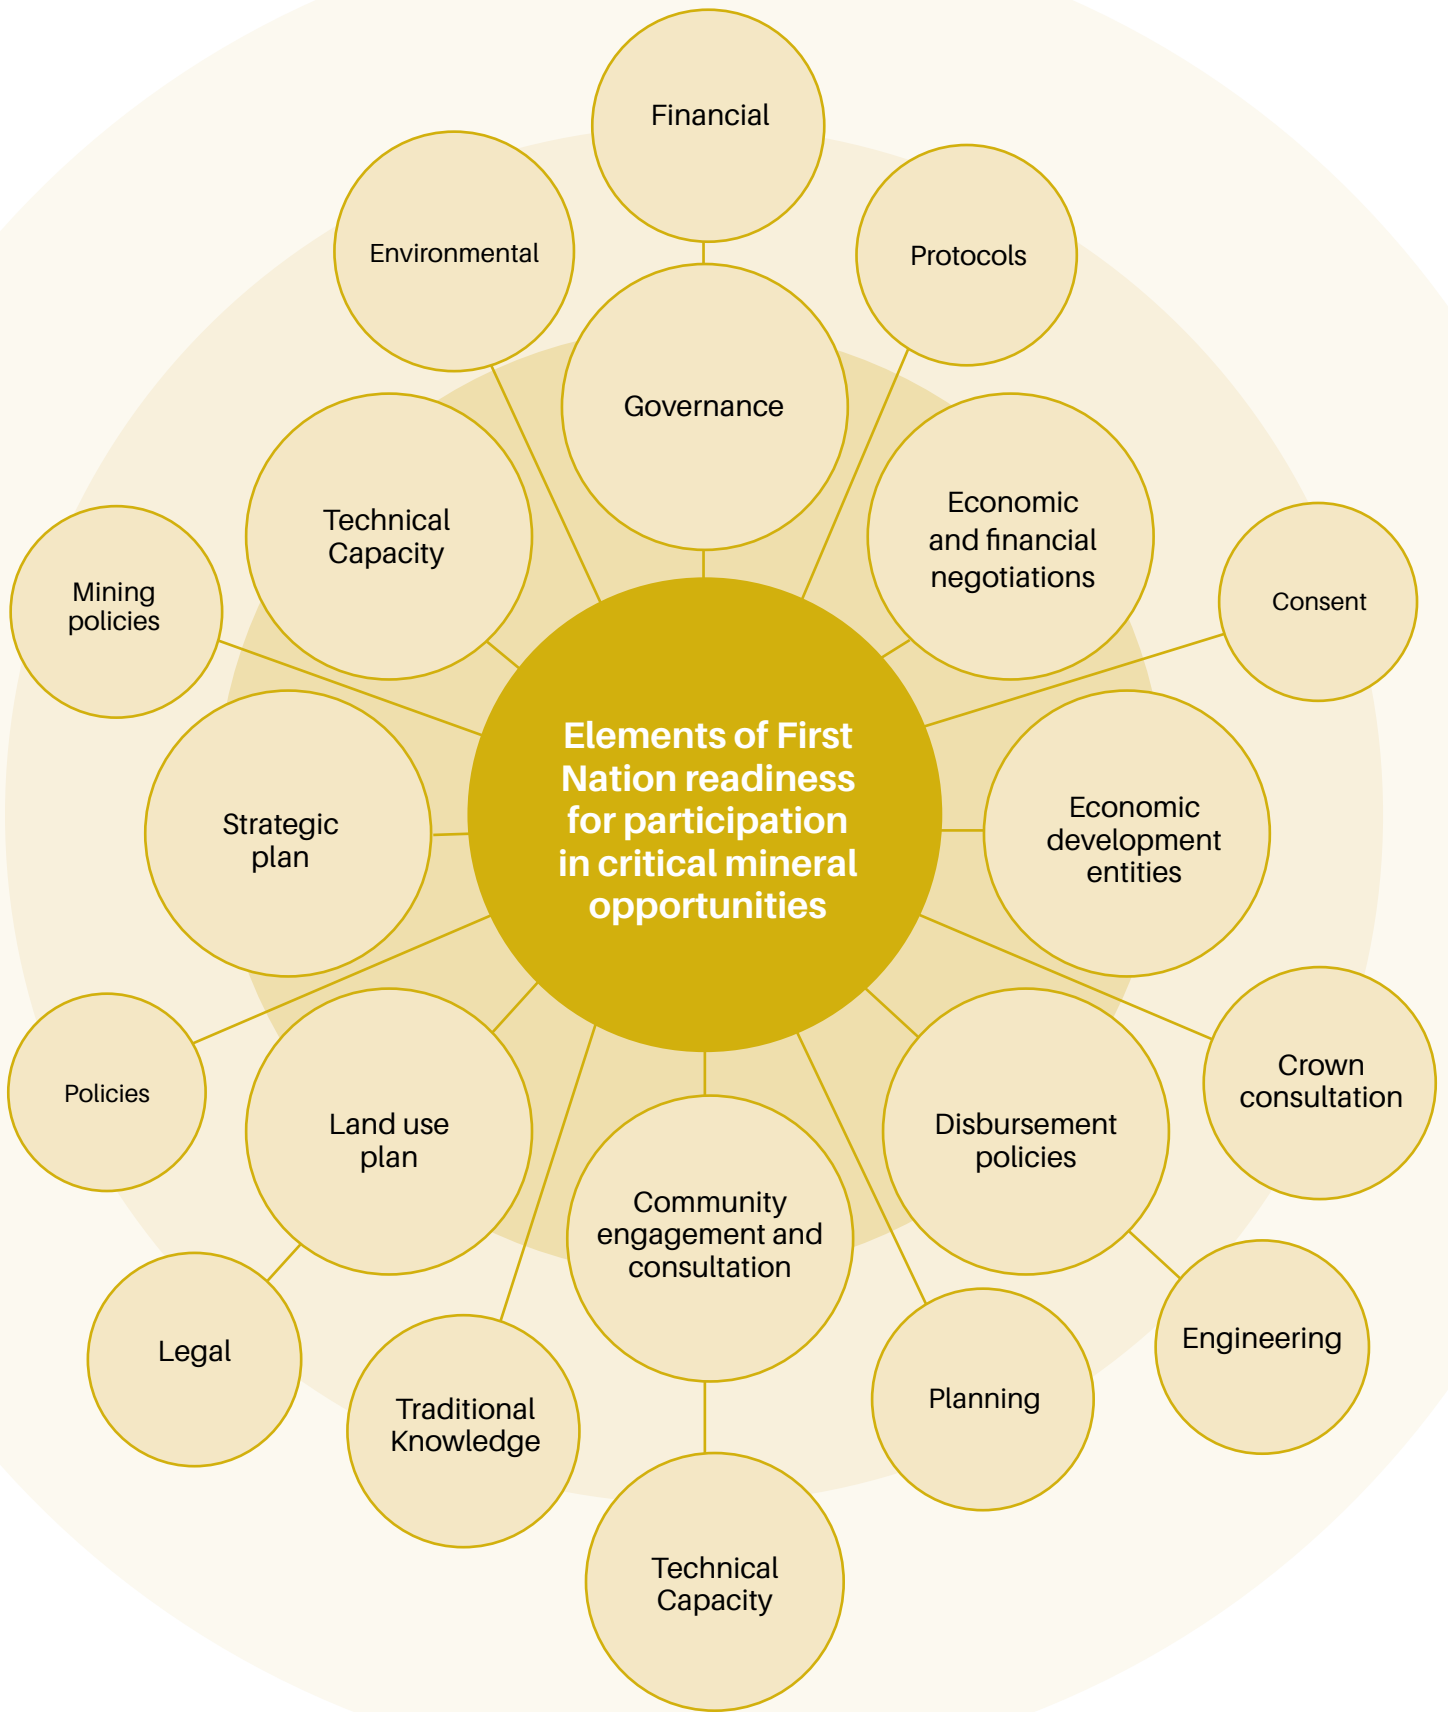 Financial
Environmental
Protocols
Governance
Technical
Capacity
Economic
and financial
negotiations
Mining
policies
Consent
Elements of First
Nation readiness
for participation
in critical mineral
opportunities
Strategic
plan
Economic
development
entities
Policies
Land use
plan
Community
engagement and
consultation
Disbursement
policies
Crown
consultation
Legal
Traditional
Knowledge
Planning
Engineering
Technical
Capacity